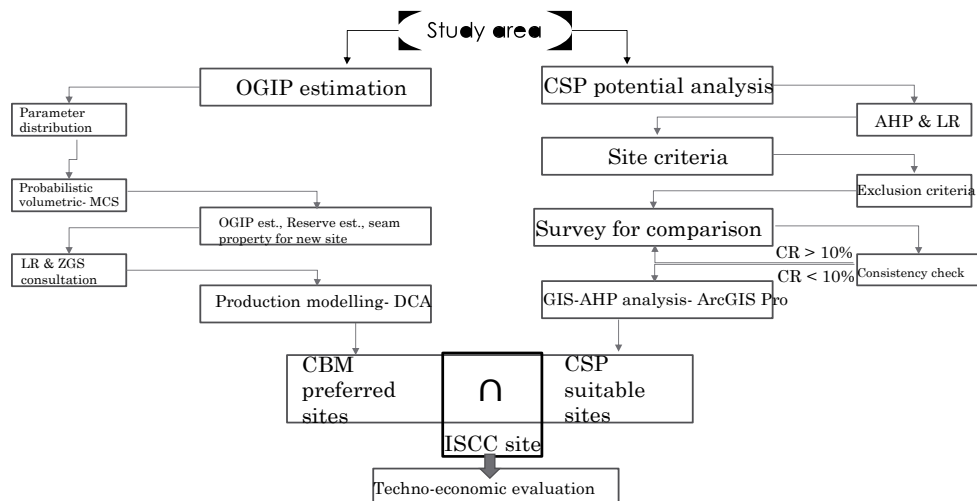 Study area
OGIP estimation
Parameter
distribution
Probabilistic
volumetric- MCS
OGIP est., Reserve est., seam
property for new site
LR & ZGS
consultation
Production modelling- DCA
CSP potential analysis
AHP & LR
Site criteria
Exclusion criteria
Survey for comparison
CR > 10%
CR < 10%
Consistency check
GIS-AHP analysis- ArcGIS Pro
CBM
preferred
sites
∩
CSP
suitable
sites
ISCC site
Techno-economic evaluation